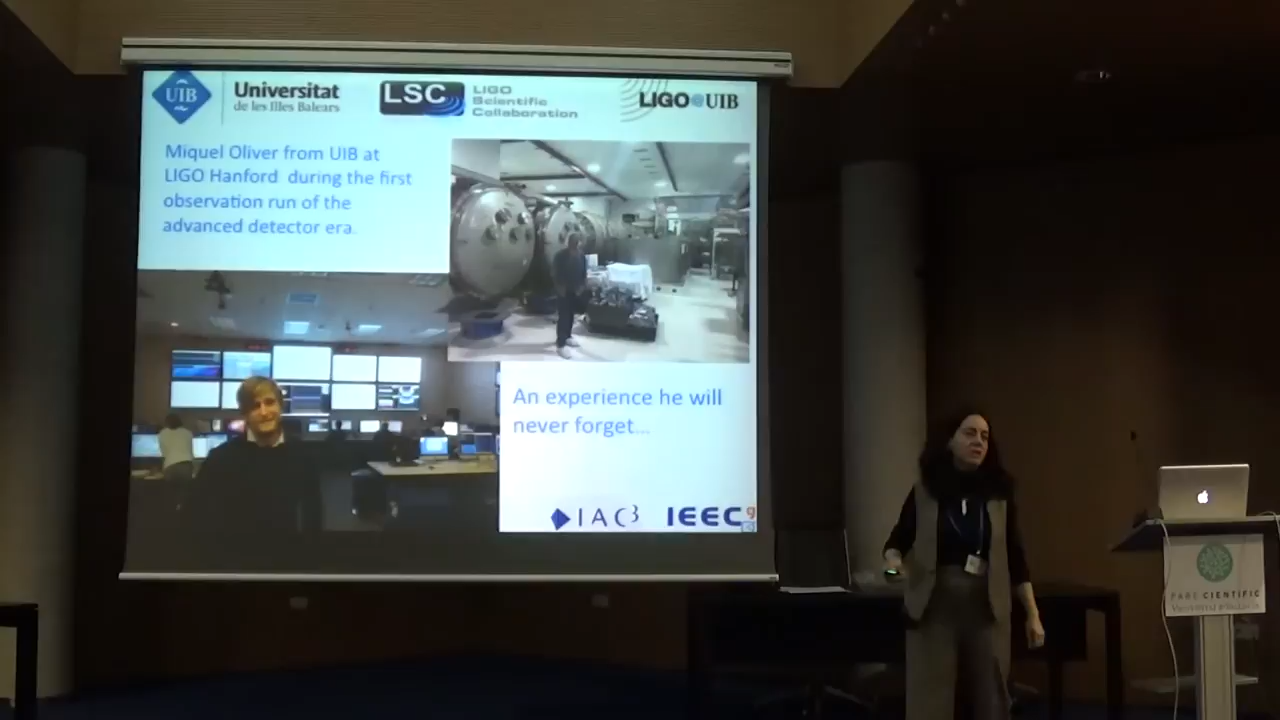 UIB
Universitat
de les Illes Balears
LSC
LIGO
Scientific
Collaboration
LIGO@UIB
Miquel Oliver from UIB at
LIGO Hanford during the first
observation run of the
advanced detector era.
An experience he will
never forget...
IAC3
IEEC9
PARC CIENTÍFIC